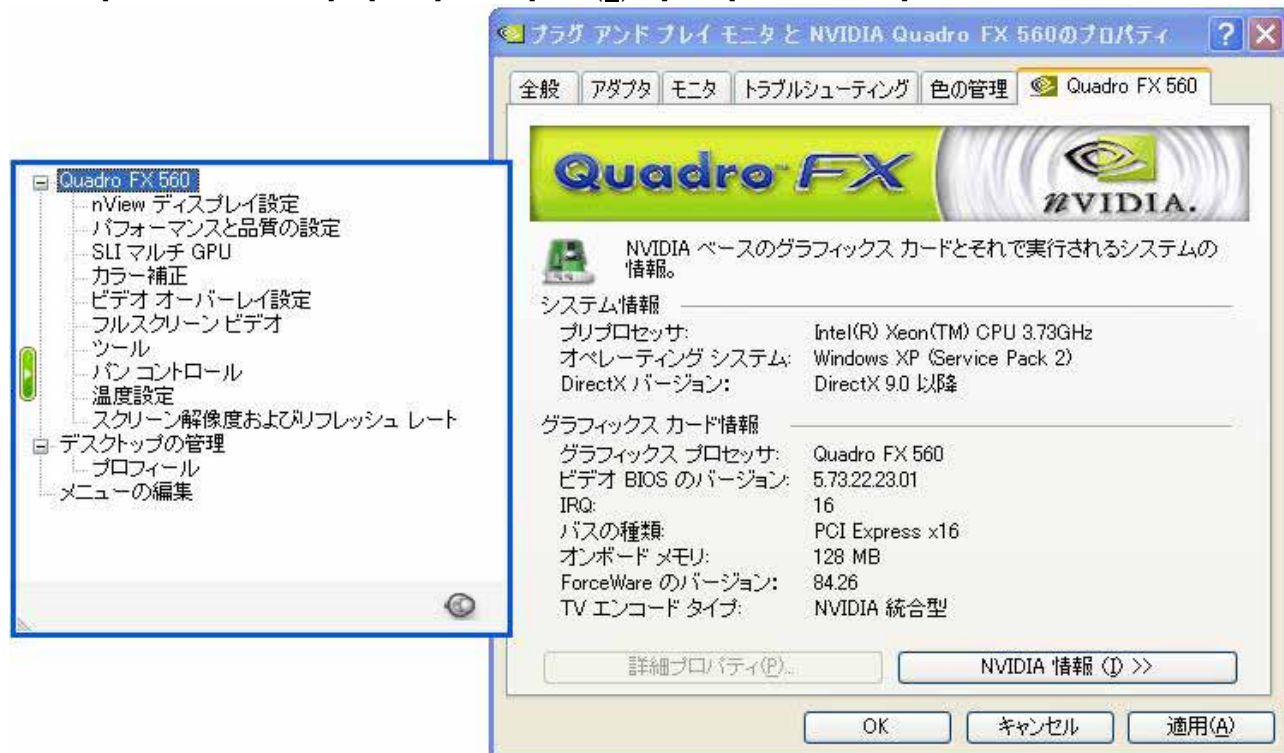 プラグ アンド プレイ モニタ と NVIDIA Quadro FX 560のプロパティ
全般 アダプタ モニタ トラブルシューティング 色の管理 Quadro FX 560
Quadro™ FX
nVIDIA.
NVIDIA ベースのグラフィックス カードとそれで実行されるシステムの
情報。
システム情報
プリプロセッサ: Intel(R) Xeon(TM) CPU 3.73GHz
オペレーティング システム: Windows XP (Service Pack 2)
DirectX バージョン: DirectX 9.0 以降
グラフィックス カード情報
グラフィックス プロセッサ: Quadro FX 560
ビデオ BIOS のバージョン: 5.73.22.23.01
IRQ: 16
バスの種類: PCI Express x16
オンボード メモリ: 128 MB
ForceWare のバージョン: 84.26
TV エンコード タイプ: NVIDIA 統合型
詳細プロパティ(P)... NVIDIA 情報 (I) >>
OK キャンセル 適用(A)
Quadro FX 560
nView ディスプレイ設定
パフォーマンスと品質の設定
SLI マルチ GPU
カラー補正
ビデオ オーバーレイ設定
フルスクリーン ビデオ
ツール
パン コントロール
温度設定
スクリーン解像度およびリフレッシュ レート
デスクトップの管理
プロフィール
メニューの編集